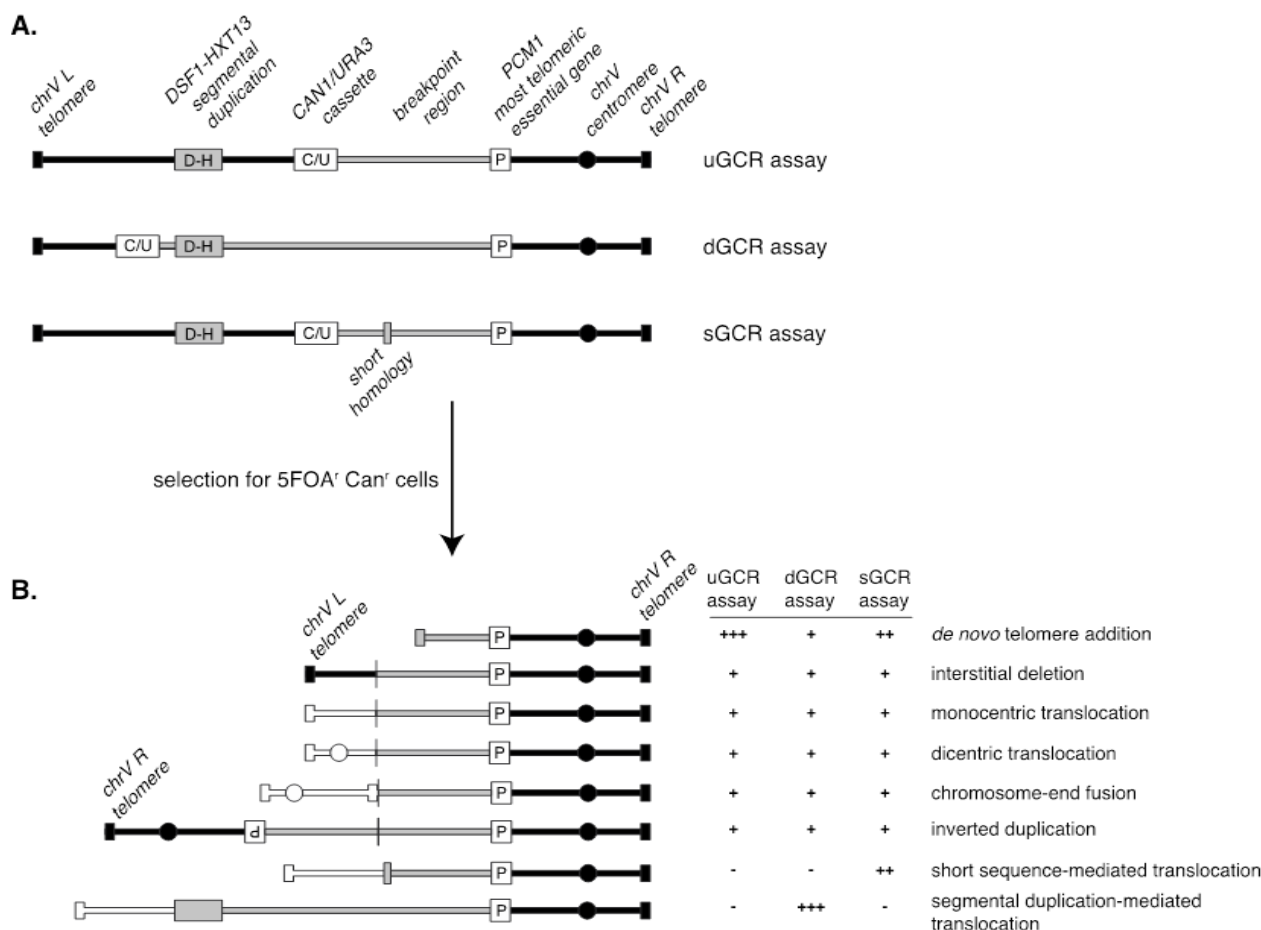 A.
chrV L
telomere
DSF1-HXT13
segmental
duplication
CAN1/URA3
cassette
breakpoint
region
PCM1
most telomeric
essential gene
chrV
centromere
chrV R
telomere
D-H
C/U
P
uGCR assay
C/U
D-H
P
dGCR assay
D-H
C/U
P
sGCR assay
short
homology
selection for 5FOAʳ Canʳ cells
B.
chrV L
telomere
chrV R
telomere
uGCR
assay
dGCR
assay
sGCR
assay
P
+++ + ++ de novo telomere addition
P
+ + + interstitial deletion
P
+ + + monocentric translocation
P
+ + + dicentric translocation
chrV R
telomere
P
+ + + chromosome-end fusion
P
P
+ + + inverted duplication
P
- - ++ short sequence-mediated translocation
P
- +++ - segmental duplication-mediated
translocation